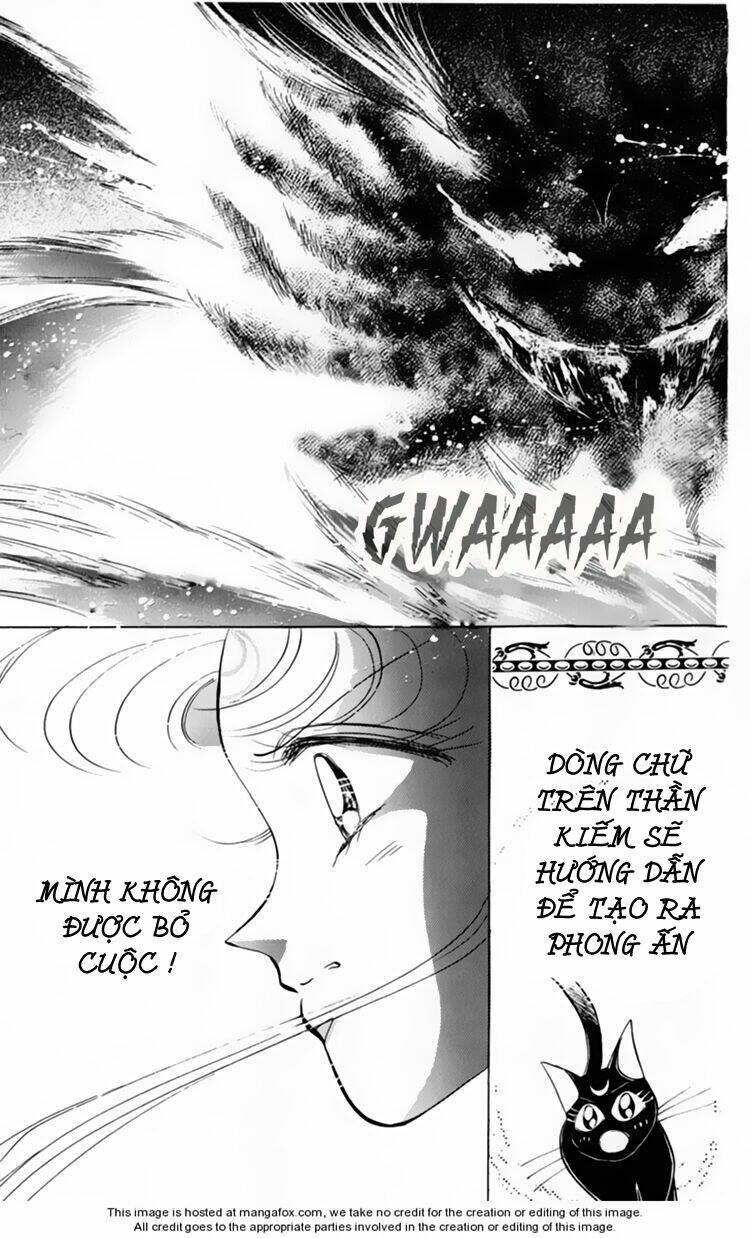 GWAAAAA
MÌNH KHÔNG
ĐƯỢC BỎ
CUỘC !
DÒNG CHỮ
TRÊN THẦN
KIẾM SẼ
HƯỚNG DẪN
ĐỂ TẠO RA
PHONG ẤN
This image is hosted at mangafox.com, we take no credit for the creation or editing of this image.
All credit goes to the appropriate parties involved in the creation or editing of this image.